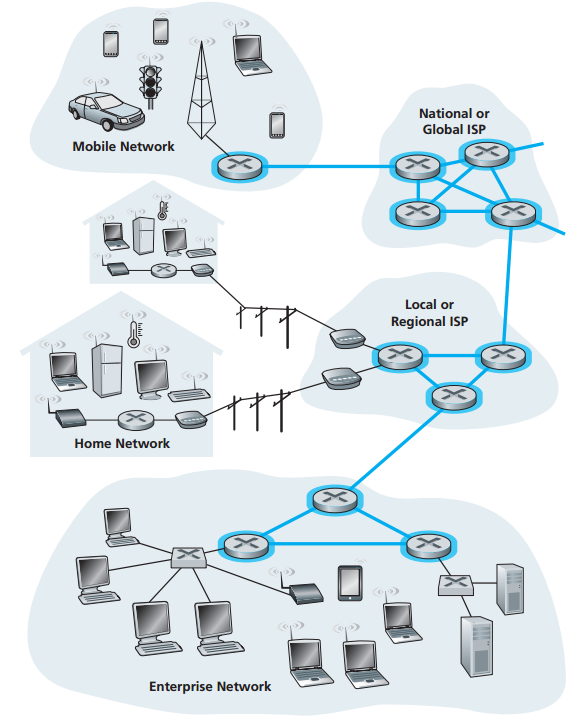 National or
Global ISP
Mobile Network
Local or
Regional ISP
Home Network
Enterprise Network